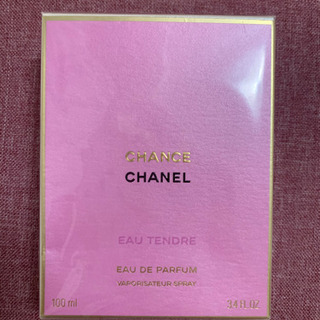 CHANCE
CHANEL
EAU TENDRE
EAU DE PARFUM
VAPORISATEUR SPRAY
100 ml 3.4 FL. OZ.